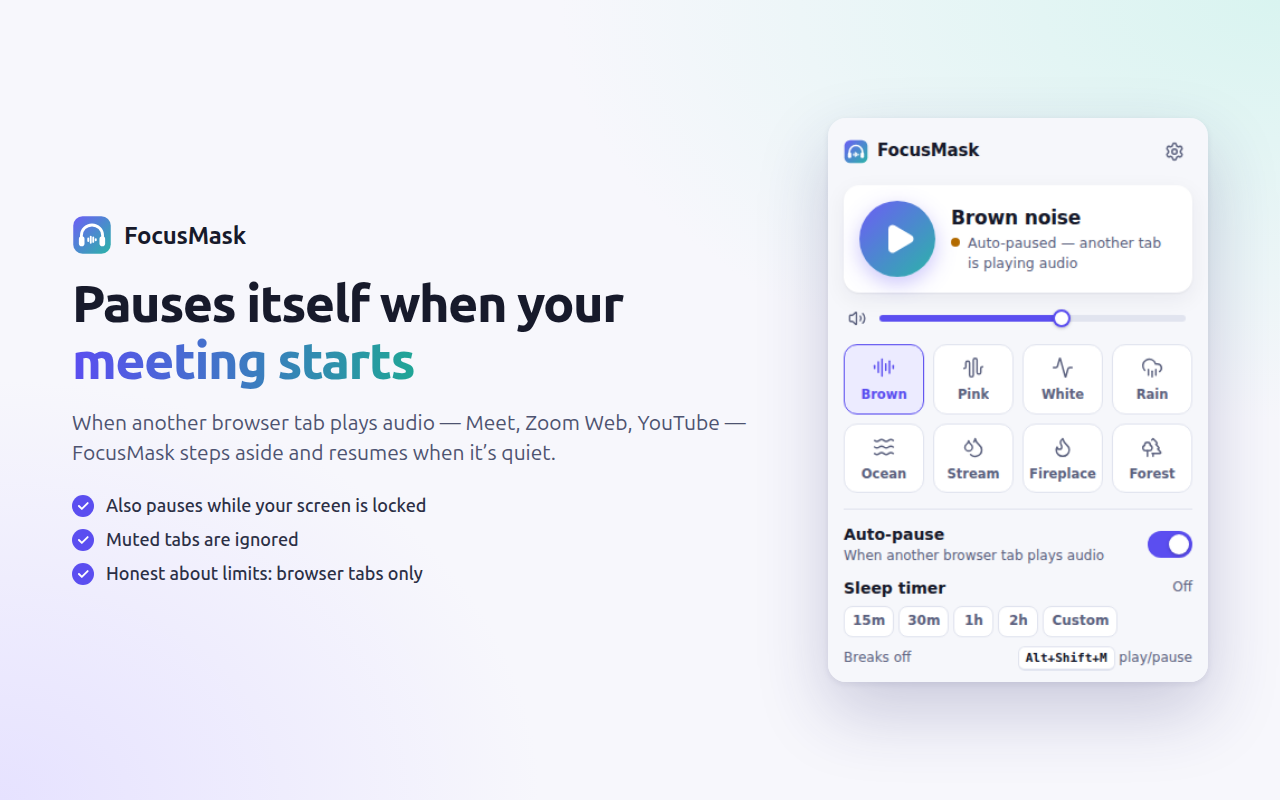 FocusMask
Pauses itself when your
meeting starts
When another browser tab plays audio — Meet, Zoom Web, YouTube —
FocusMask steps aside and resumes when it’s quiet.
Also pauses while your screen is locked
Muted tabs are ignored
Honest about limits: browser tabs only
FocusMask
Brown noise
Auto-paused — another tab
is playing audio
Brown
Pink
White
Rain
Ocean
Stream
Fireplace
Forest
Auto-pause
When another browser tab plays audio
Sleep timer
Off
15m
30m
1h
2h
Custom
Breaks off
Alt+Shift+M play/pause